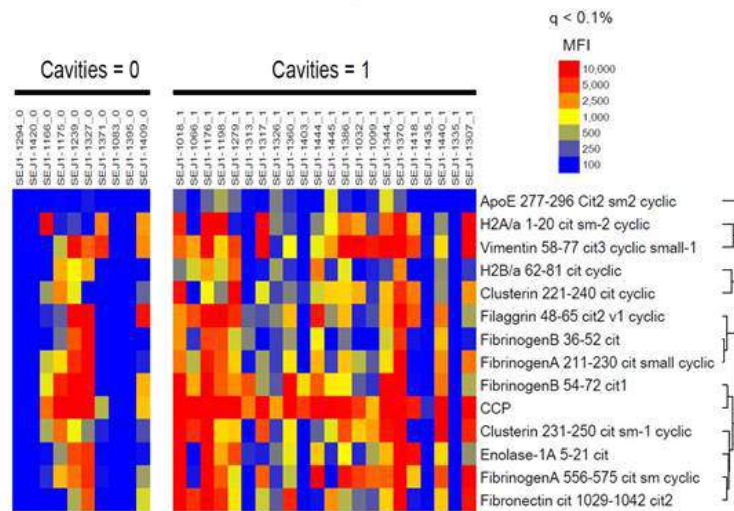 q < 0.1%
MFI
10,000
5,000
2,500
1,000
500
250
100
Cavities = 0
Cavities = 1
SEJ1-1294_0
SEJ1-1420_0
SEJ1-1166_0
SEJ1-1175_0
SEJ1-1239_0
SEJ1-1327_0
SEJ1-1371_0
SEJ1-1083_0
SEJ1-1395_0
SEJ1-1409_0
SEJ1-1018_1
SEJ1-1066_1
SEJ1-1176_1
SEJ1-1198_1
SEJ1-1279_1
SEJ1-1313_1
SEJ1-1317_1
SEJ1-1326_1
SEJ1-1360_1
SEJ1-1403_1
SEJ1-1444_1
SEJ1-1445_1
SEJ1-1386_1
SEJ1-1032_1
SEJ1-1099_1
SEJ1-1344_1
SEJ1-1370_1
SEJ1-1418_1
SEJ1-1435_1
SEJ1-1440_1
SEJ1-1335_1
SEJ1-1307_1
ApoE 277-296 Cit2 sm2 cyclic
H2A/a 1-20 cit sm-2 cyclic
Vimentin 58-77 cit3 cyclic small-1
H2B/a 62-81 cit cyclic
Clusterin 221-240 cit cyclic
Filaggrin 48-65 cit2 v1 cyclic
FibrinogenB 36-52 cit
FibrinogenA 211-230 cit small cyclic
FibrinogenB 54-72 cit1
CCP
Clusterin 231-250 cit sm-1 cyclic
Enolase-1A 5-21 cit
FibrinogenA 556-575 cit sm cyclic
Fibronectin cit 1029-1042 cit2